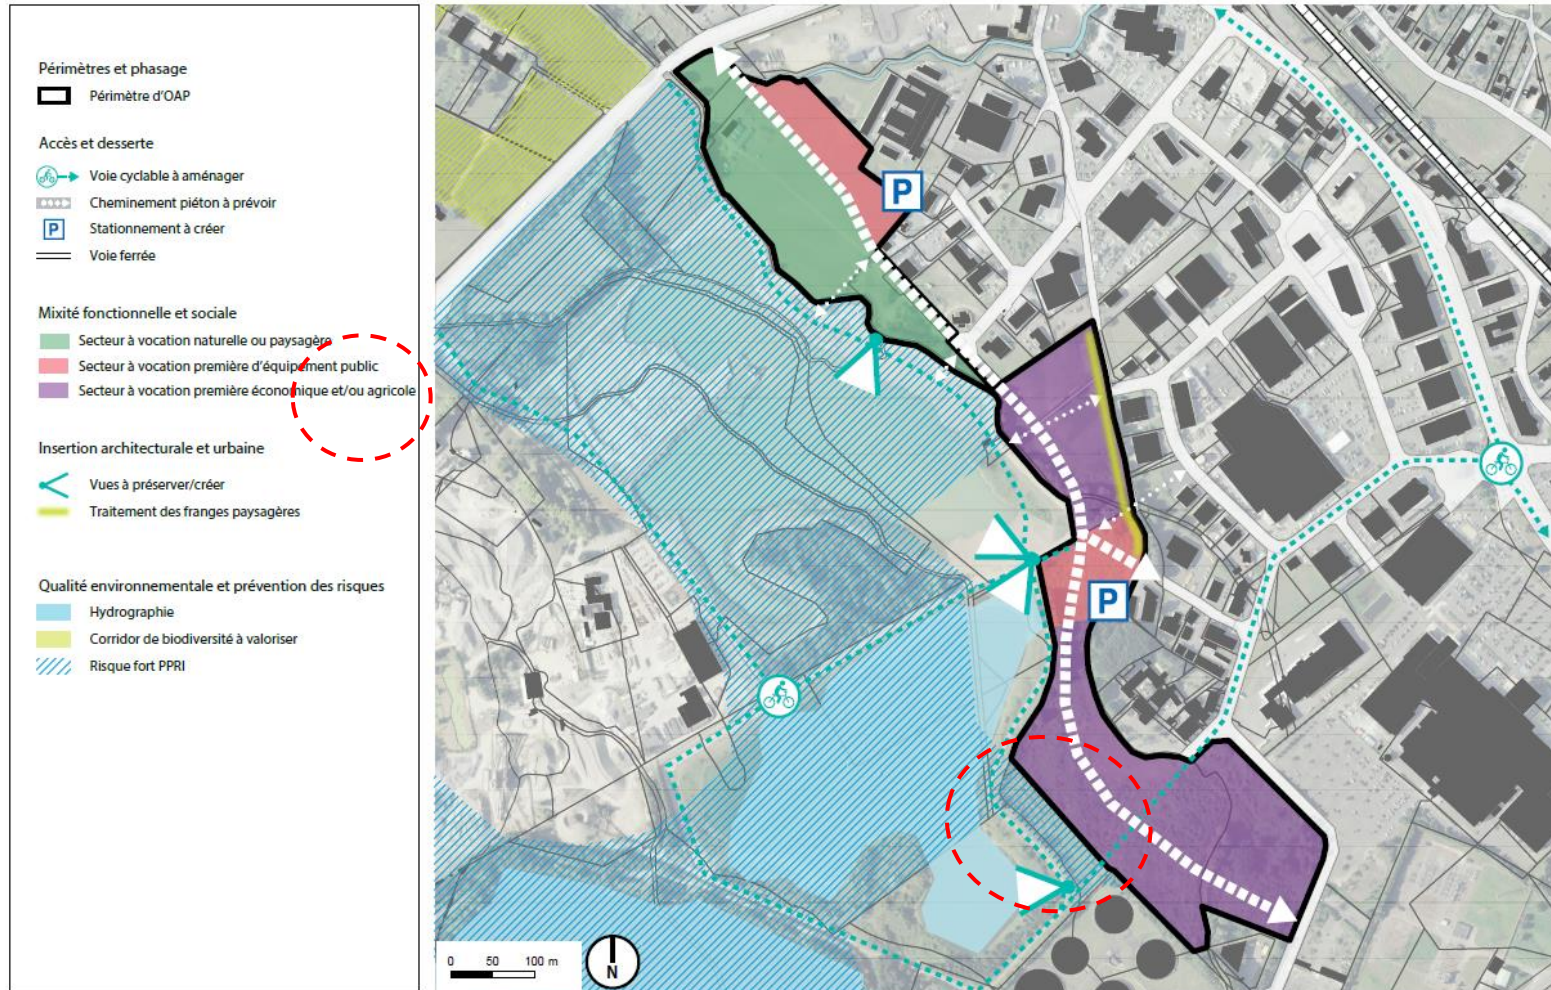 Périmètres et phasage
Périmètre d'OAP
Accès et desserte
Voie cyclable à aménager
Cheminement piéton à prévoir
P Stationnement à créer
Voie ferrée
Mixité fonctionnelle et sociale
Secteur à vocation naturelle ou paysagère
Secteur à vocation première d'équipement public
Secteur à vocation première économique et/ou agricole
Insertion architecturale et urbaine
Vues à préserver/créer
Traitement des franges paysagères
Qualité environnementale et prévention des risques
Hydrographie
Corridor de biodiversité à valoriser
Risque fort PPRI
P
P
0 50 100 m
N